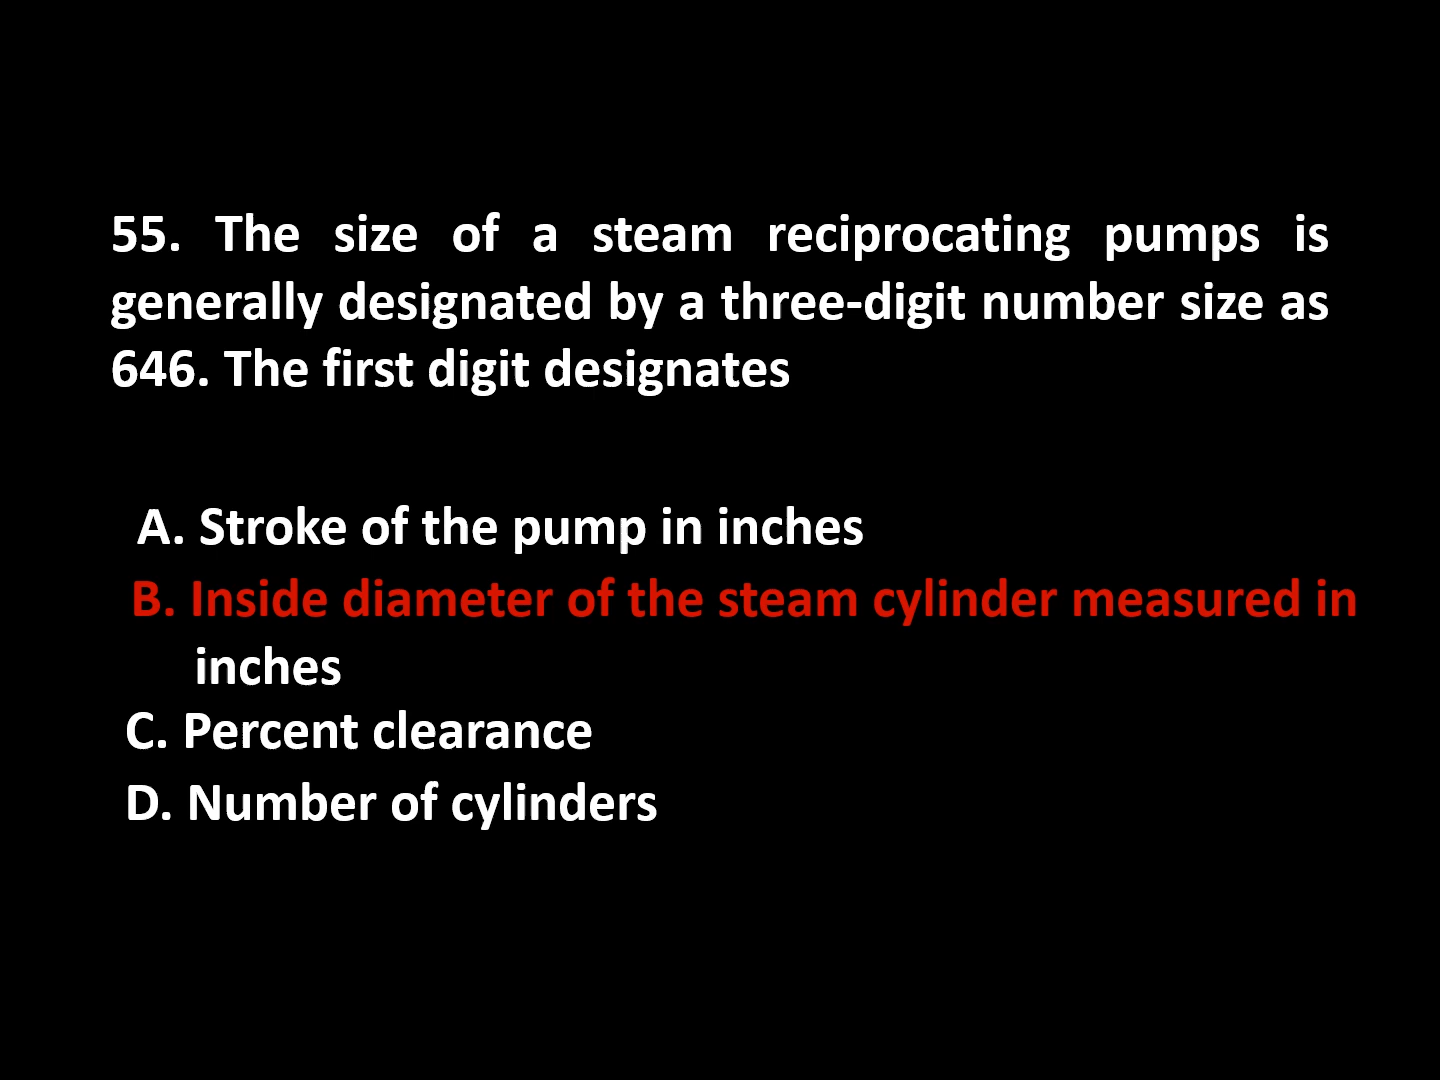 55. The size of a steam reciprocating pumps is
generally designated by a three-digit number size as
646. The first digit designates
A. Stroke of the pump in inches
B. Inside diameter of the steam cylinder measured in
inches
C. Percent clearance
D. Number of cylinders